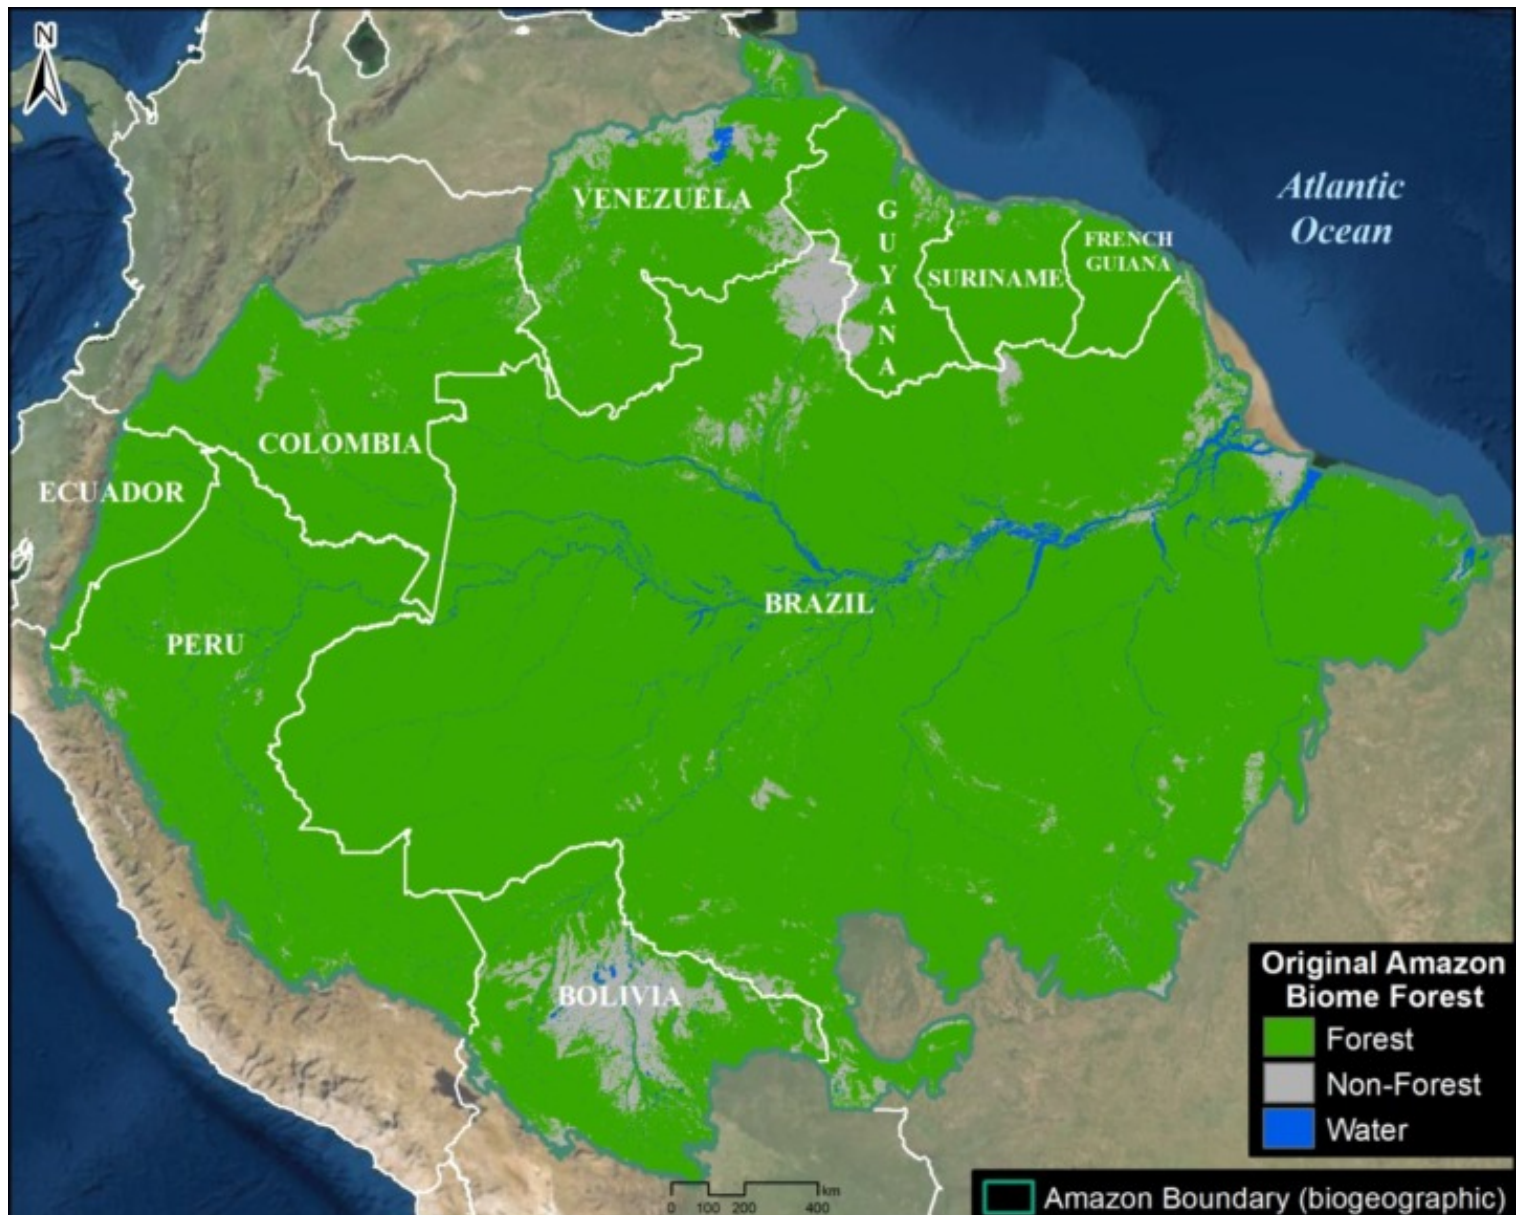 N
Atlantic
Ocean
VENEZUELA
GUYANA
FRENCH
GUIANA
SURINAME
COLOMBIA
ECUADOR
BRAZIL
PERU
BOLIVIA
Original Amazon
Biome Forest
Forest
Non-Forest
Water
km
0 100 200 400
Amazon Boundary (biogeographic)